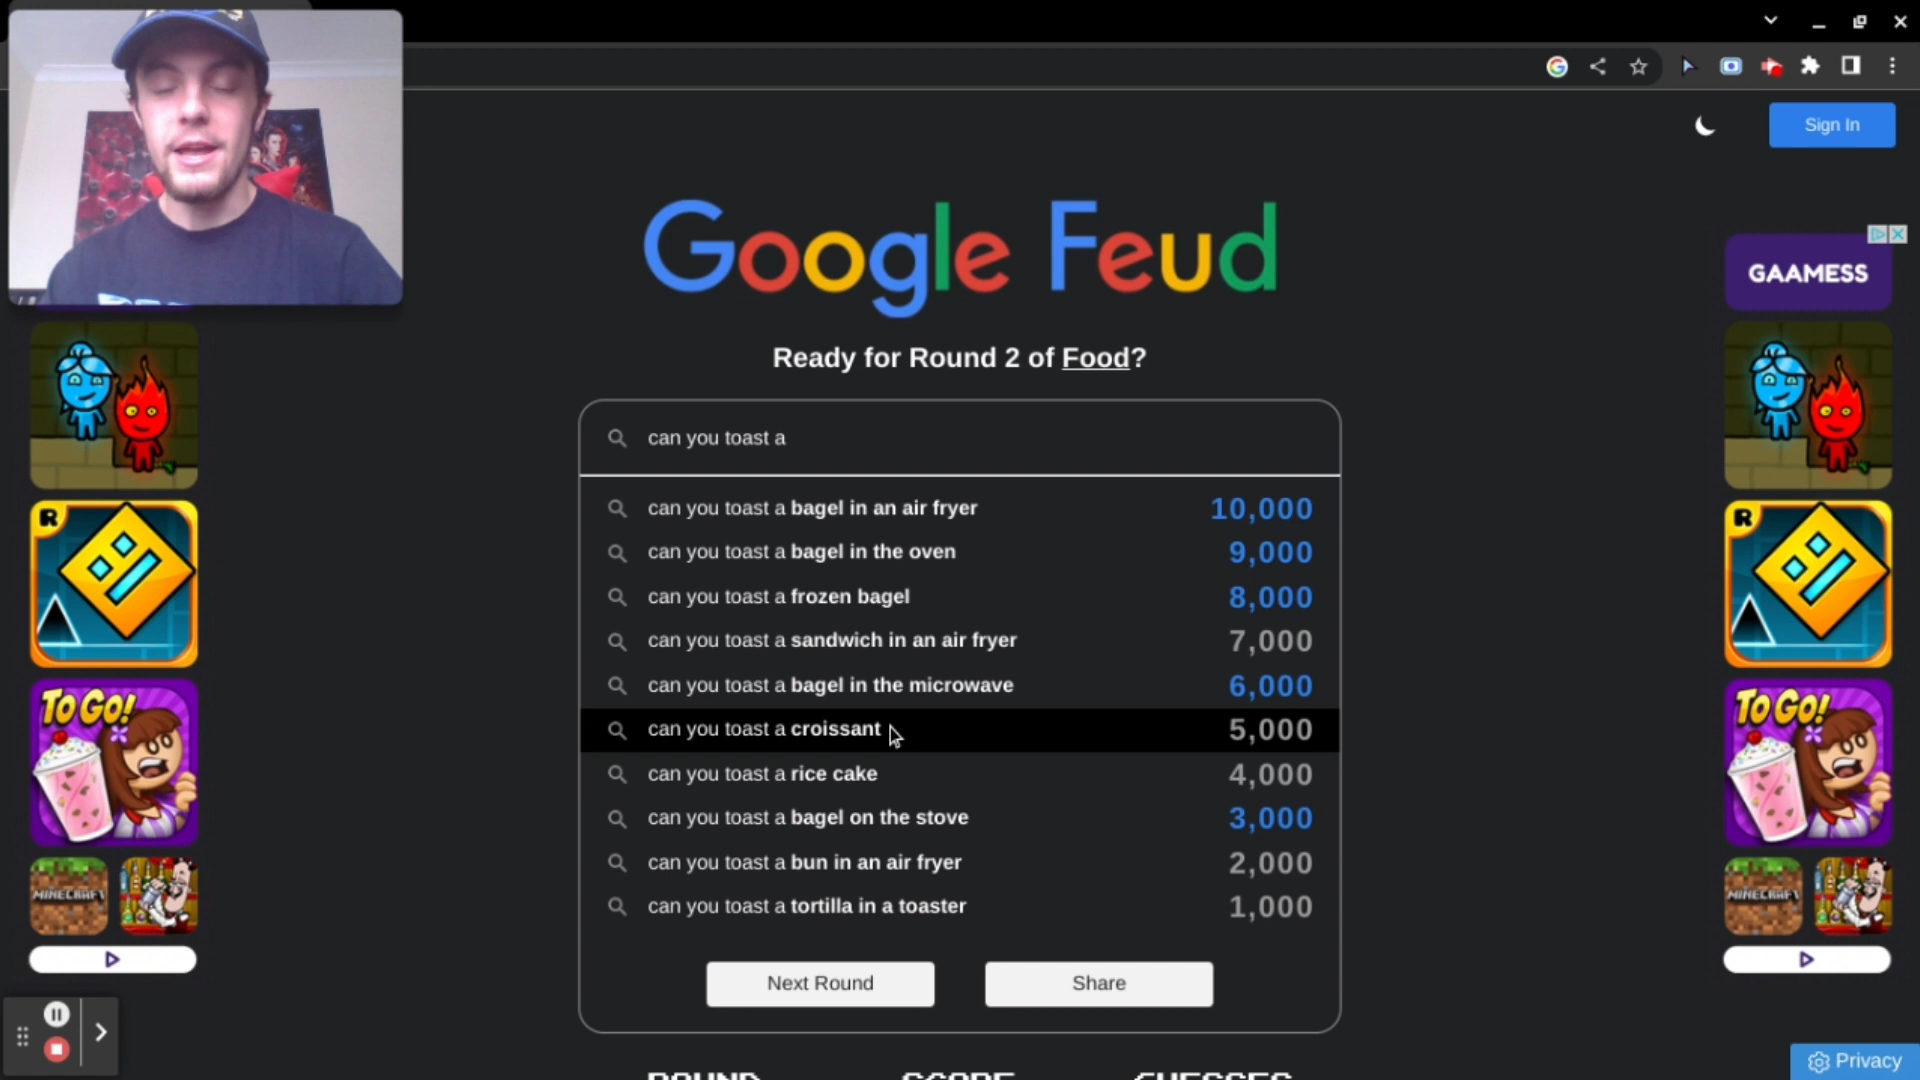 Sign In
Google Feud
GAAMESS
Ready for Round 2 of Food?
can you toast a
can you toast a bagel in an air fryer 10,000
can you toast a bagel in the oven 9,000
can you toast a frozen bagel 8,000
can you toast a sandwich in an air fryer 7,000
can you toast a bagel in the microwave 6,000
can you toast a croissant 5,000
can you toast a rice cake 4,000
can you toast a bagel on the stove 3,000
can you toast a bun in an air fryer 2,000
can you toast a tortilla in a toaster 1,000
Next Round
Share
R
TO GO!
MINECRAFT
R
TO GO!
MINECRAFT
ROUND
SCORE
GUESSES
Privacy